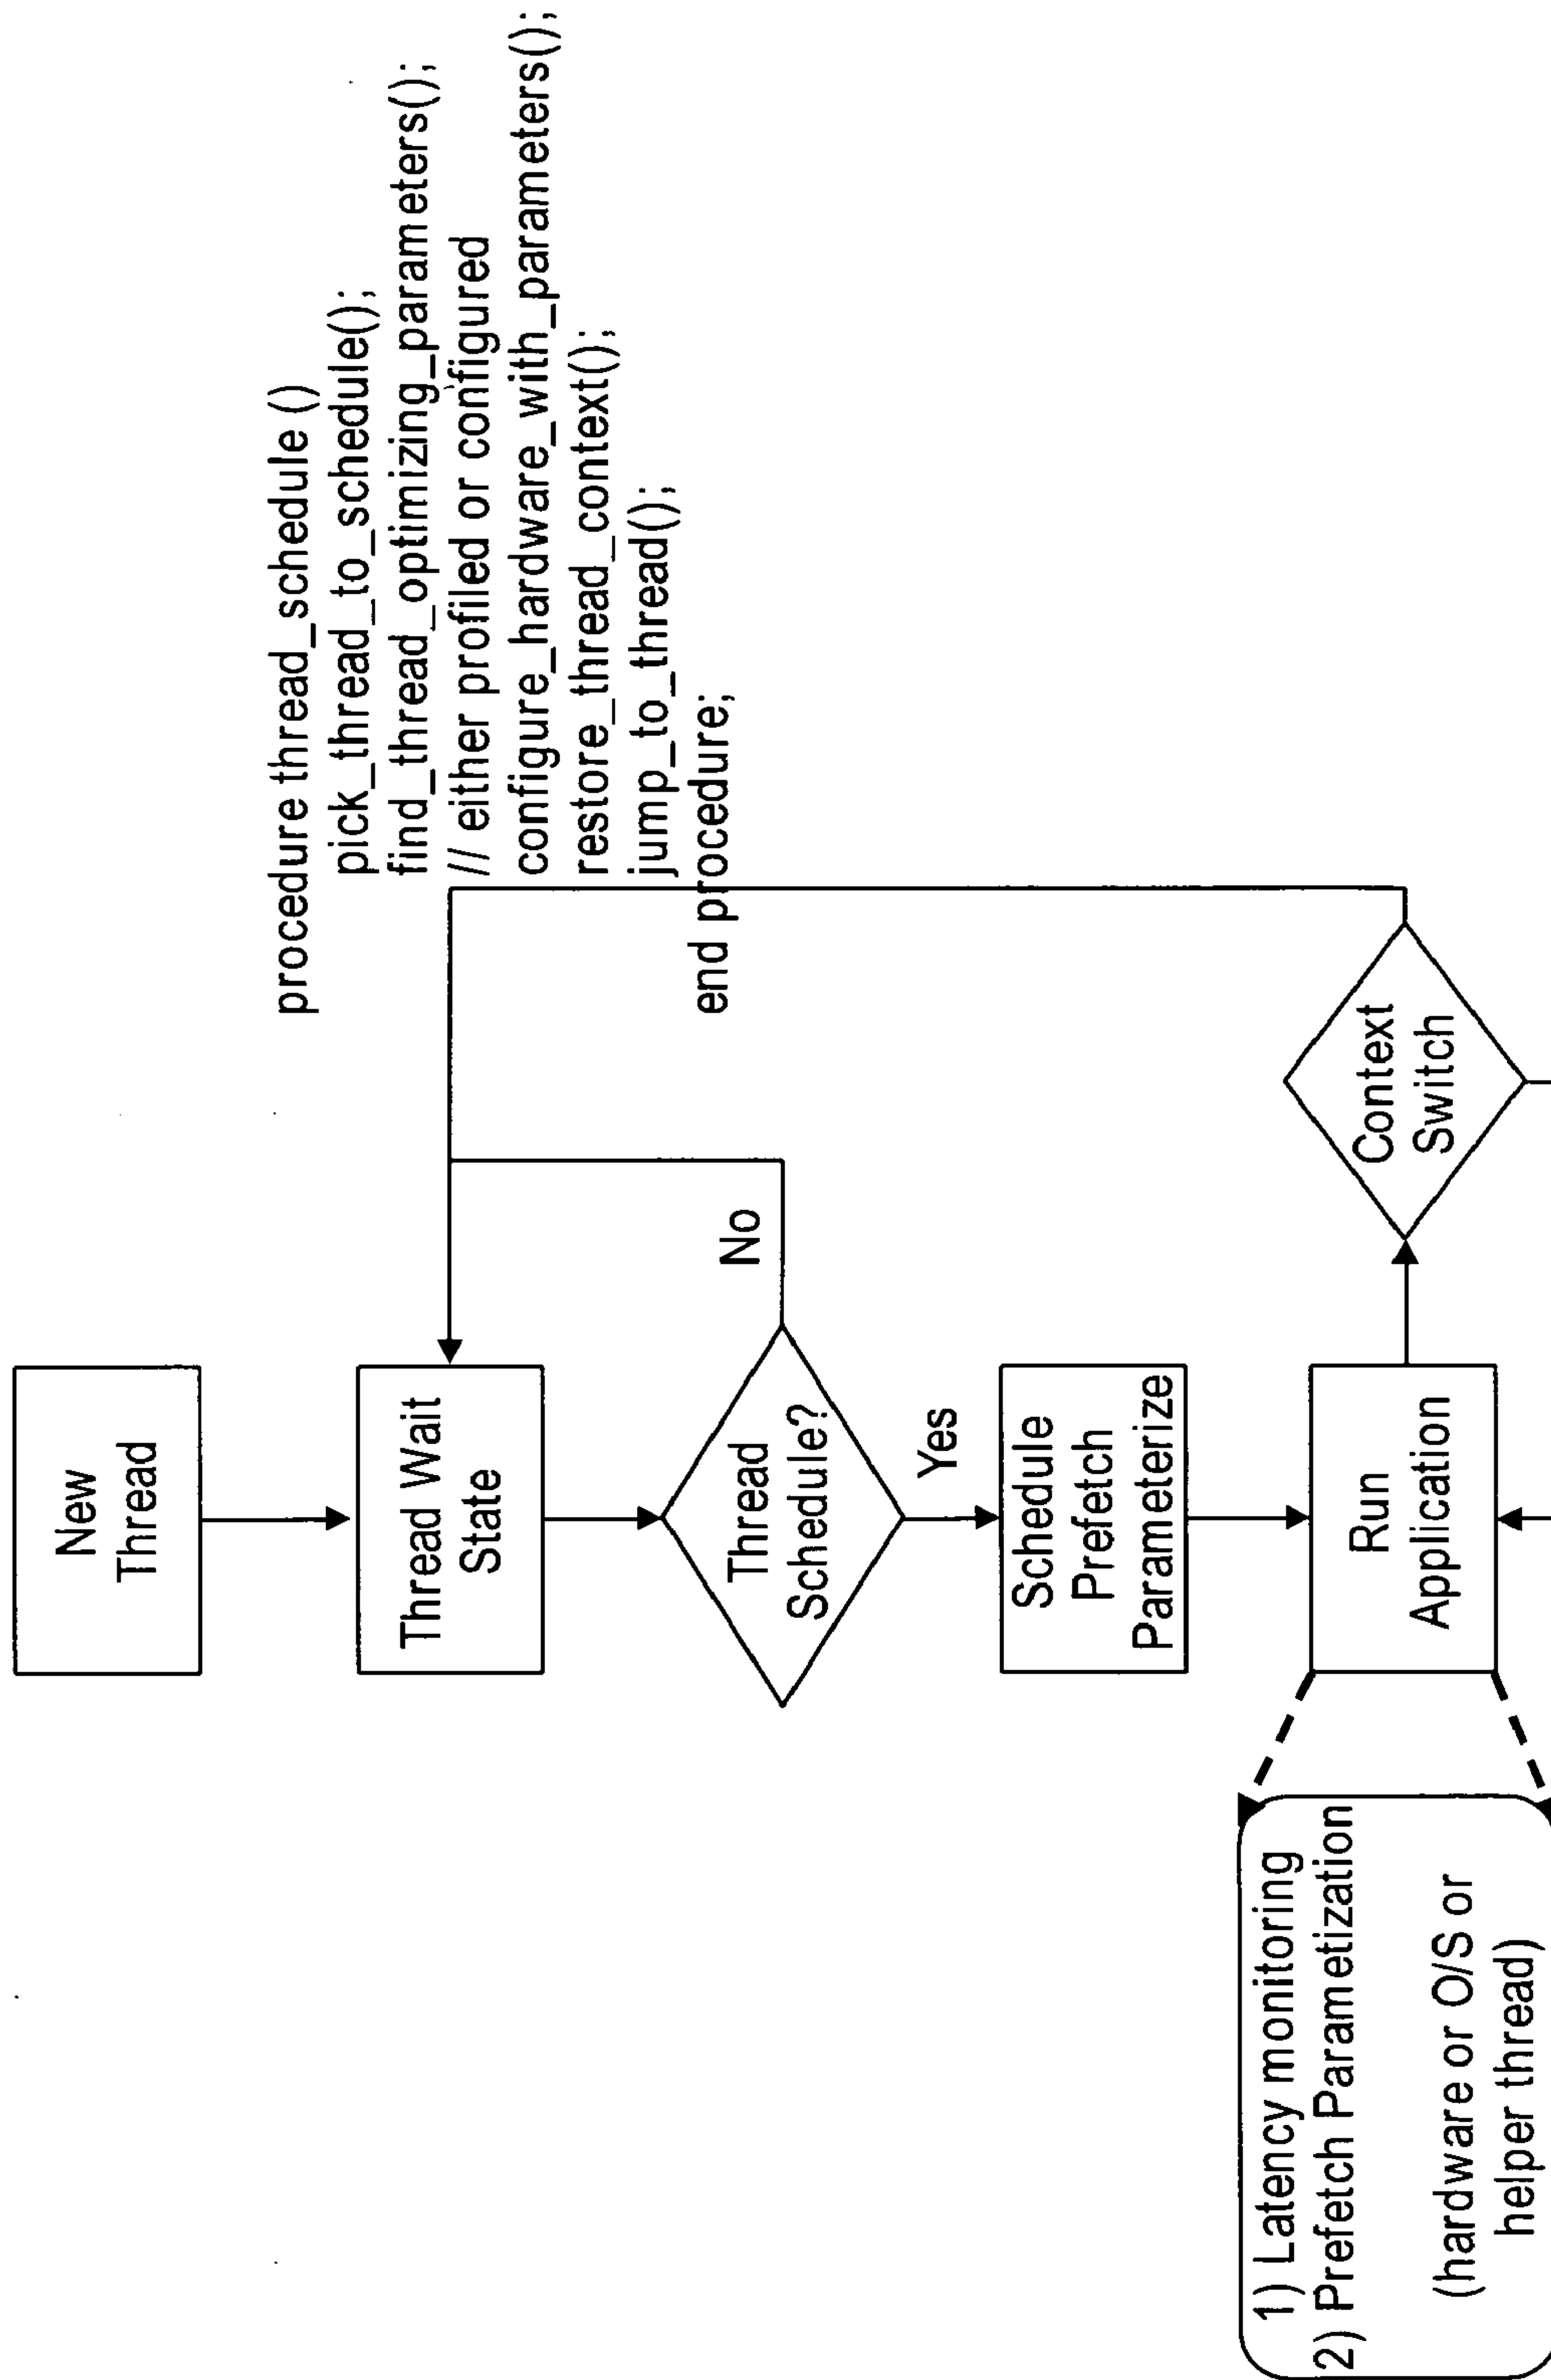 New
Thread
Thread Wait
State
Thread
Schedule?
No
Yes
Schedule
Prefetch
Parameterize
Run
Application
Context
Switch
1) Latency monitoring
2) Prefetch Parametization
(hardware or O/S or
helper thread)
procedure thread_schedule ()
pick_thread_to_schedule();
find_thread_optimizing_parameters();
// either profiled or configured
configure_hardware_with_parameters();
restore_thread_context();
jump_to_thread();
end procedure;